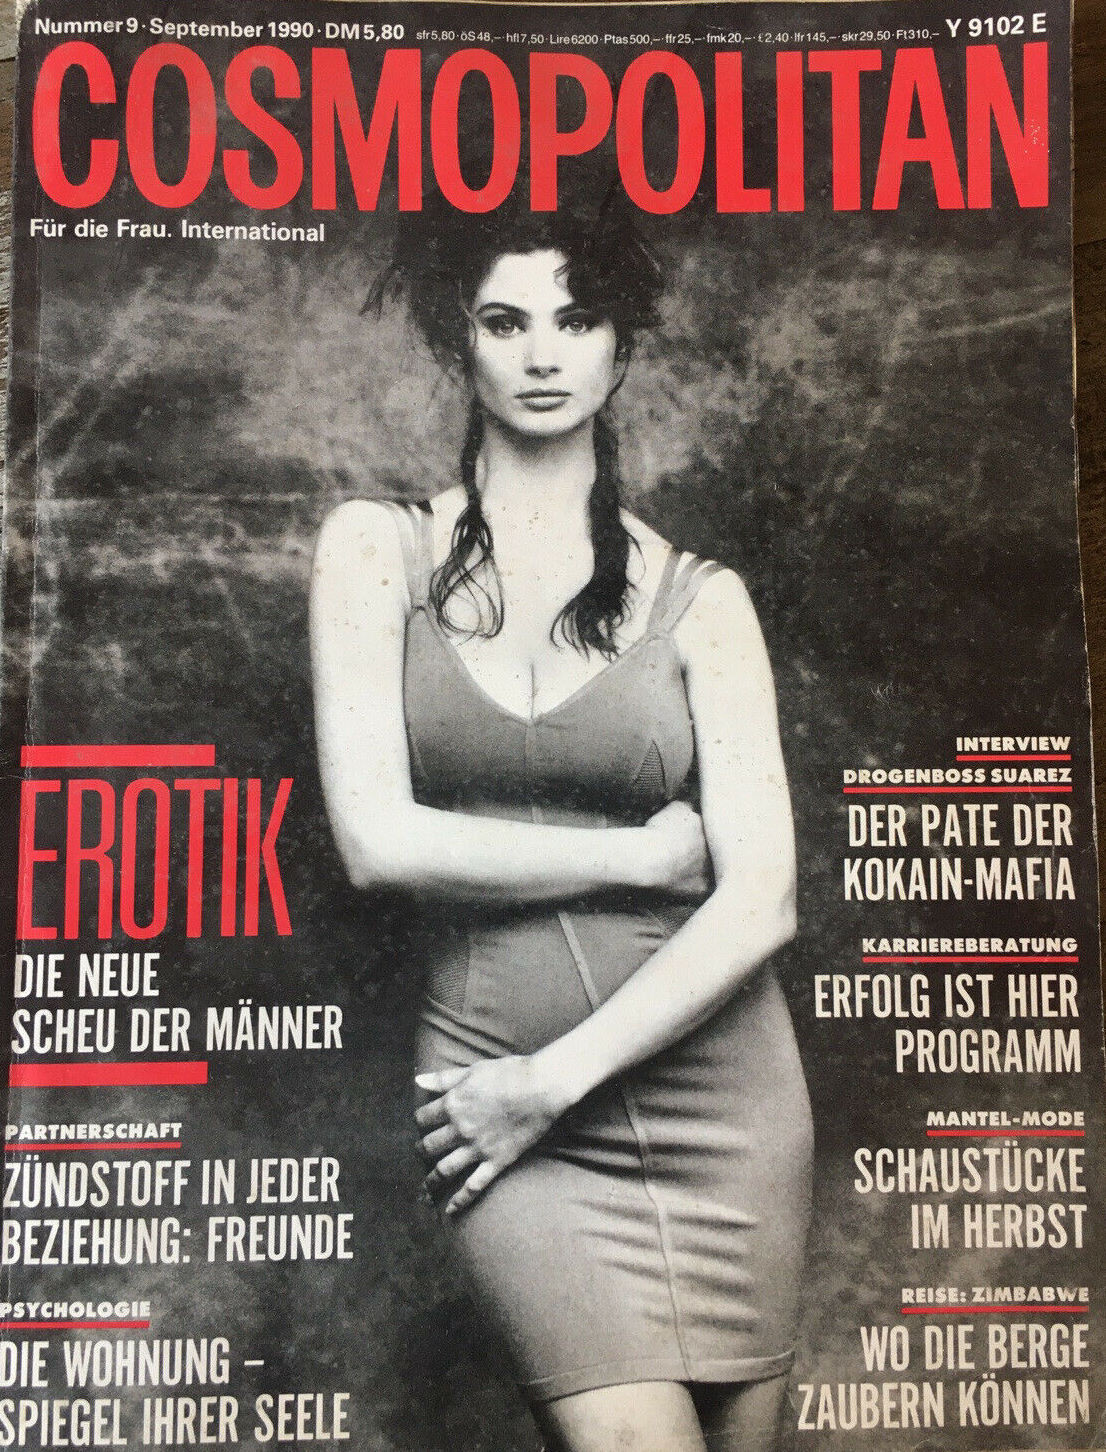 Nummer 9 · September 1990 · DM 5,80 sfr 5,80 · öS 48,– · hfl 7,50 · Lire 6200 · Ptas 500,– · ffr 25,– · fmk 20,– · £ 2,40 · lfr 145,– · skr 29,50 · Ft 310,– Y 9102 E
COSMOPOLITAN
Für die Frau. International
EROTIK
DIE NEUE
SCHEU DER MÄNNER
PARTNERSCHAFT
ZÜNDSTOFF IN JEDER
BEZIEHUNG: FREUNDE
PSYCHOLOGIE
DIE WOHNUNG –
SPIEGEL IHRER SEELE
INTERVIEW
DROGENBOSS SUAREZ
DER PATE DER
KOKAIN-MAFIA
KARRIEREBERATUNG
ERFOLG IST HIER
PROGRAMM
MANTEL-MODE
SCHAUSTÜCKE
IM HERBST
REISE: ZIMBABWE
WO DIE BERGE
ZAUBERN KÖNNEN